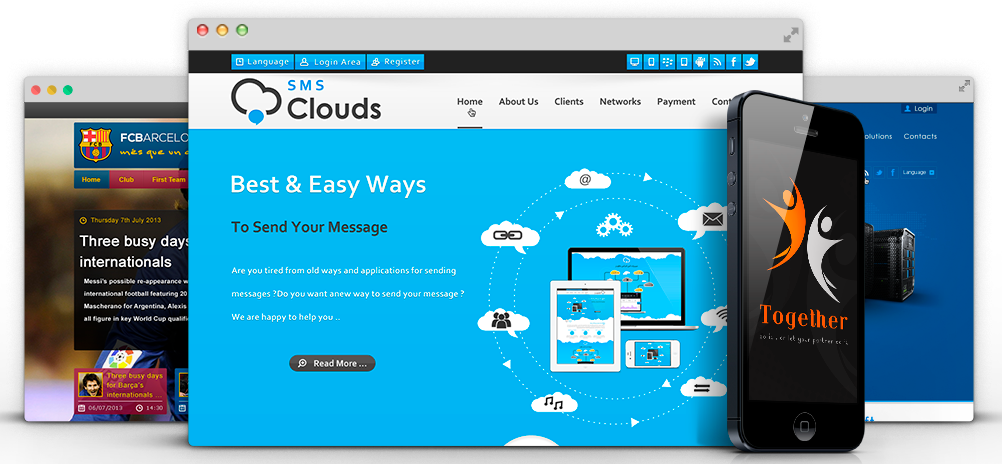 Language
Login Area
Register
SMS
Clouds
Home
About Us
Clients
Networks
Payment
Best & Easy Ways
To Send Your Message
Are you tired from old ways and applications for sending
messages ?Do you want anew way to send your message ?
We are happy to help you ..
Read More ...
@
FCB
FCBARCELO
més que un c
Home
Club
First Team
Thursday 7th July 2013
Three busy days
internationals
Messi's possible re-appearance w
international football featuring 20
Mascherano for Argentina, Alexis
all figure in key World Cup qualifi
Three busy days
for Barça's
internationals
06/07/2013
14:30
Login
Contacts
Language
Together